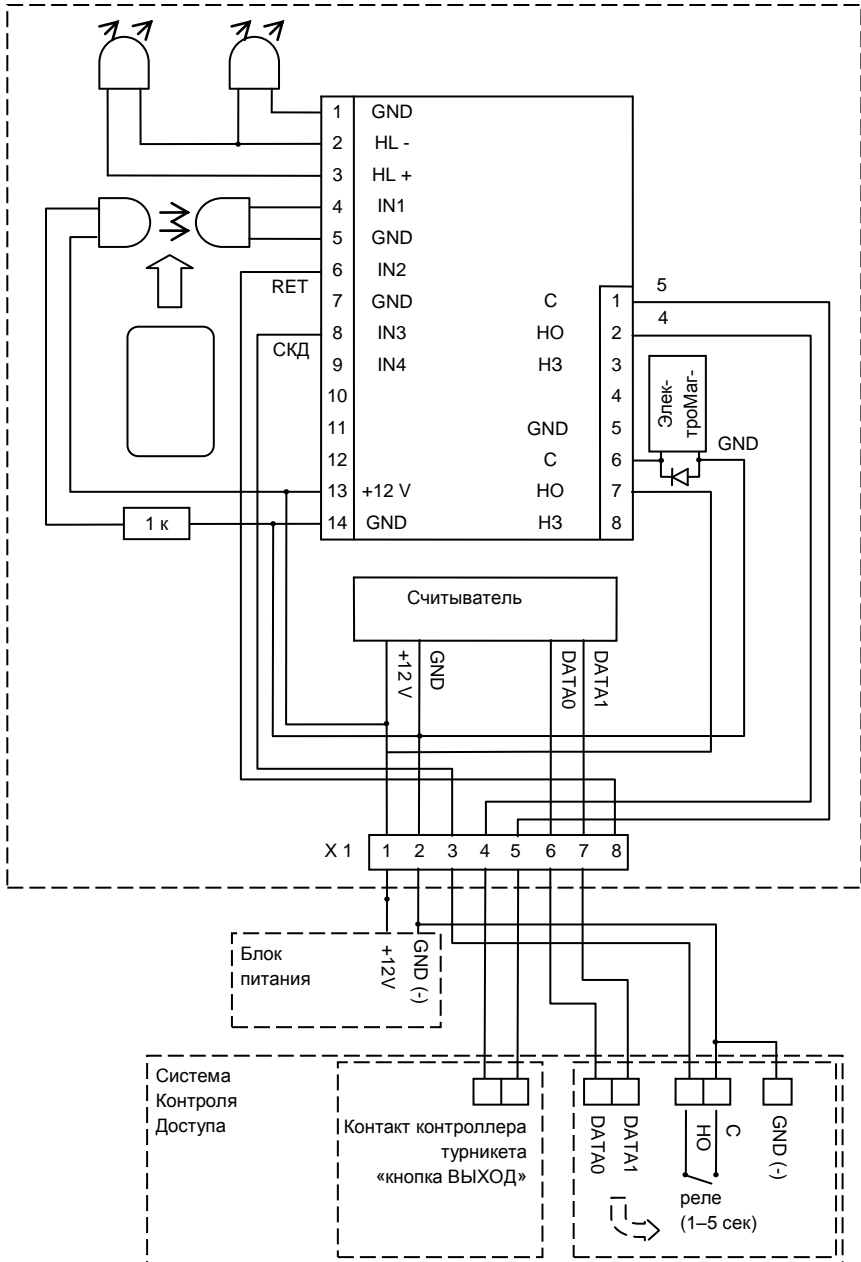 1 GND
2 HL -
3 HL +
4 IN1
5 GND
6 IN2
RET
7 GND
8 IN3
СКД
9 IN4
10
11
12
13 +12 V
14 GND
1 к
C 1
5
HO 2
4
НЗ 3
4
GND 5
C 6
HO 7
НЗ 8
Элек-
троМаг-
GND
Считыватель
+12 V
GND
DATA0
DATA1
X 1
1 2 3 4 5 6 7 8
Блок
питания
+12V
GND (-)
Система
Контроля
Доступа
Контакт контроллера
турникета
«кнопка ВЫХОД»
DATA0
DATA1
HO
C
GND (-)
реле
(1–5 сек)